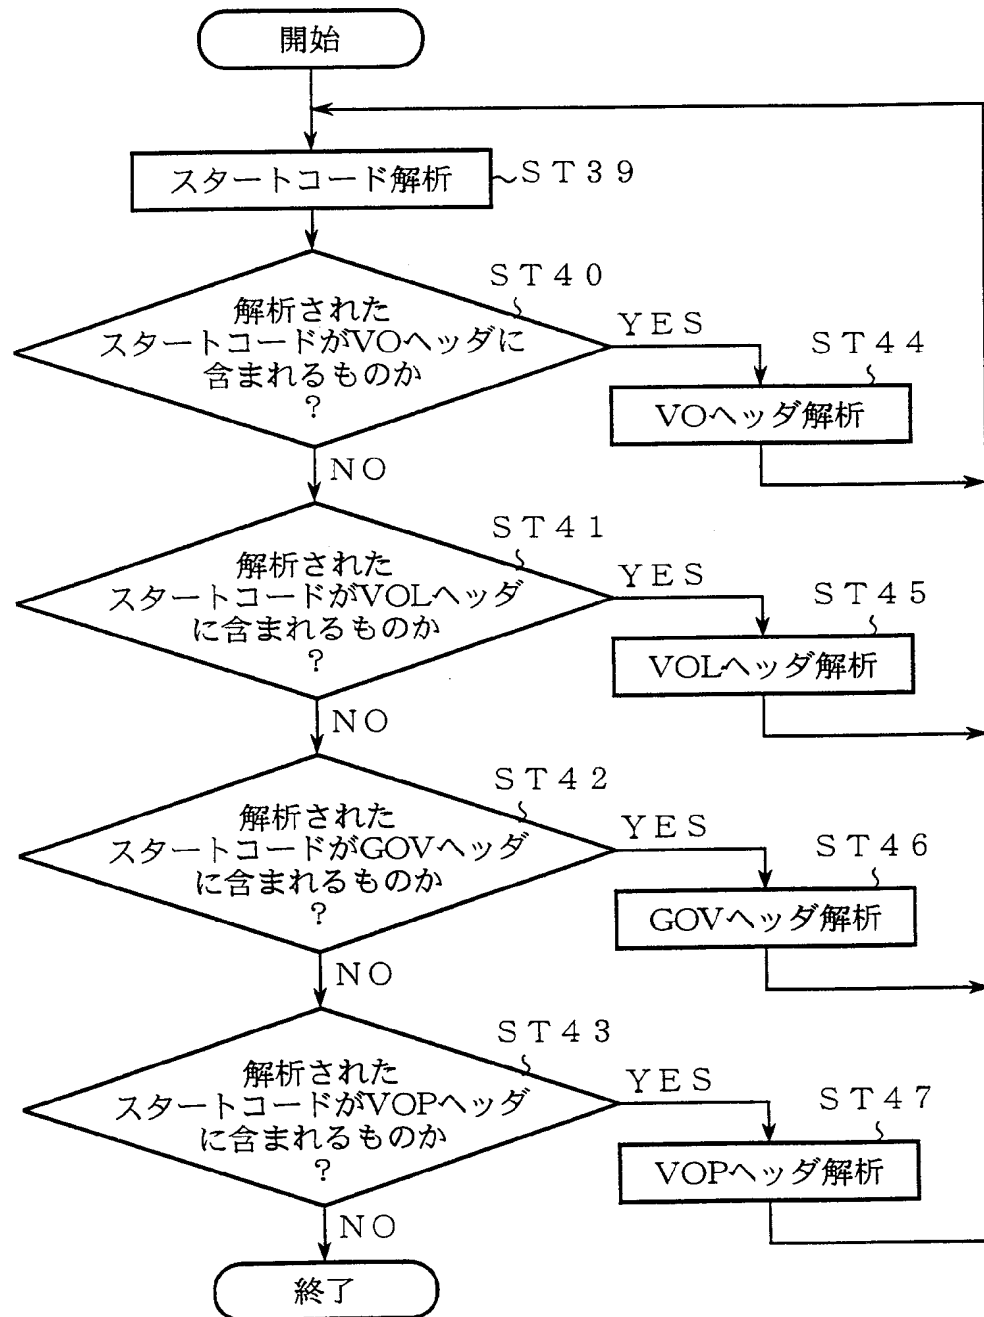 開始
スタートコード解析
ST39
ST40
解析された
スタートコードがVOヘッダに
含まれるものか
?
YES
ST44
VOヘッダ解析
NO
ST41
解析された
スタートコードがVOLヘッダ
に含まれるものか
?
YES
ST45
VOLヘッダ解析
NO
ST42
解析された
スタートコードがGOVヘッダ
に含まれるものか
?
YES
ST46
GOVヘッダ解析
NO
ST43
解析された
スタートコードがVOPヘッダ
に含まれるものか
?
YES
ST47
VOPヘッダ解析
NO
終了